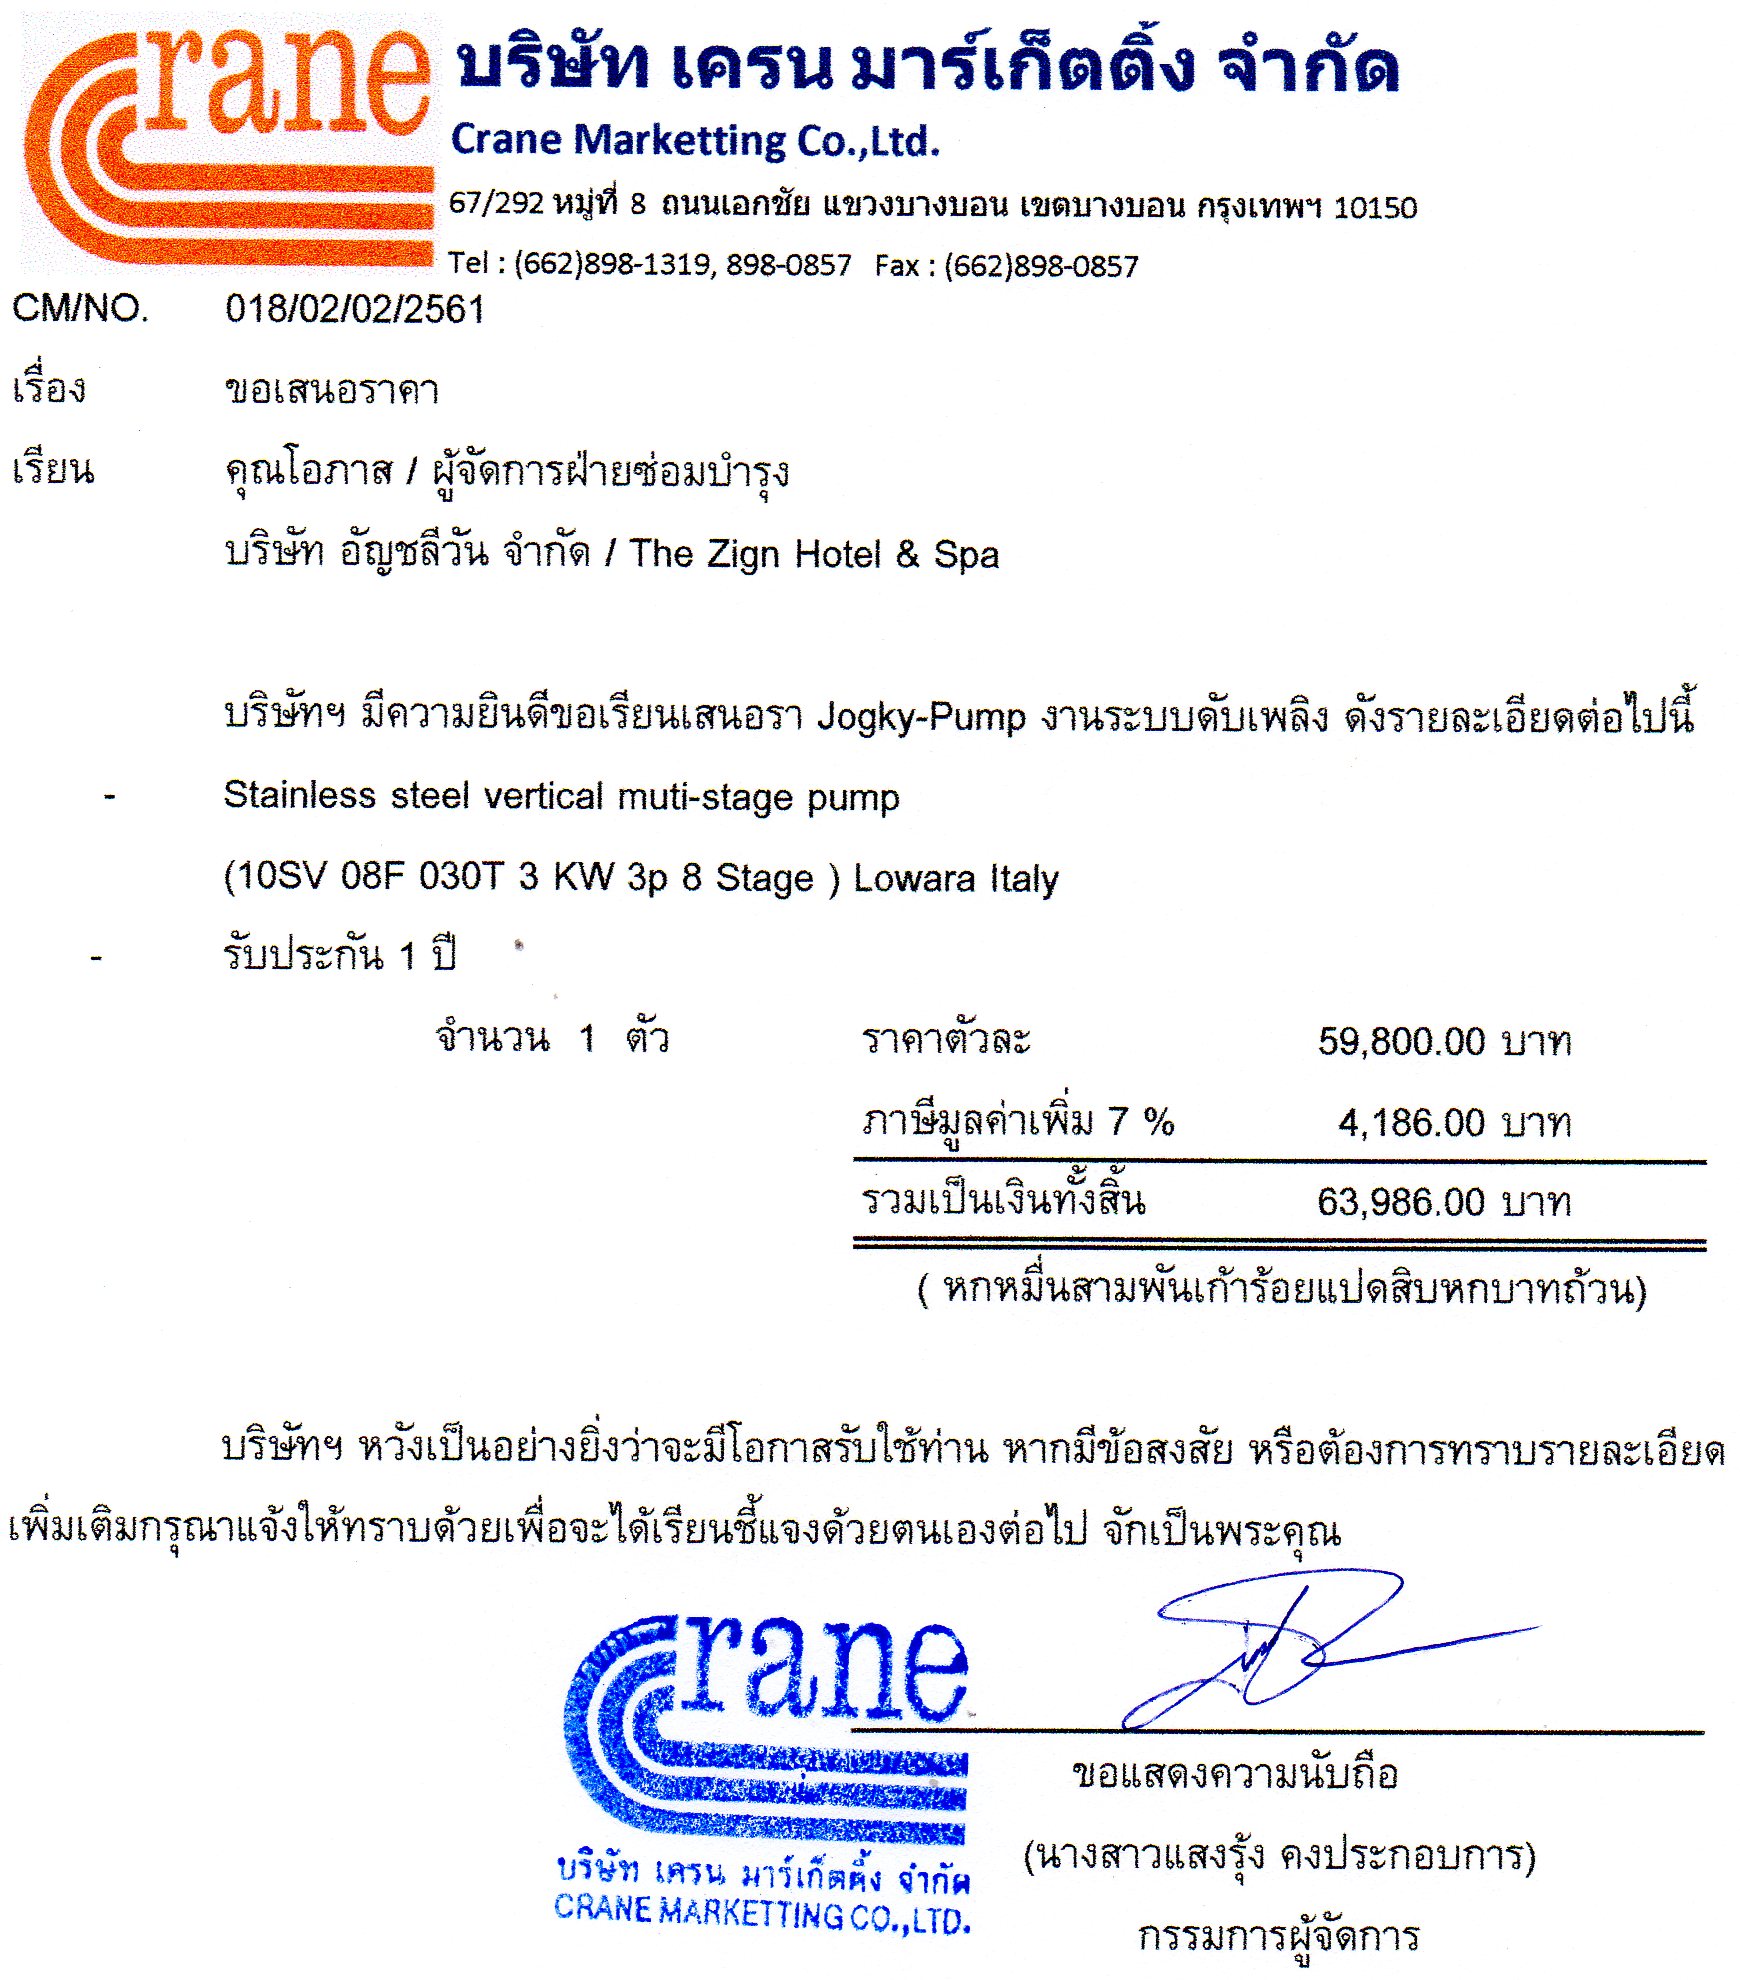 Crane
บริษัท เครน มาร์เก็ตติ้ง จำกัด
Crane Marketting Co.,Ltd.
67/292 หมู่ที่ 8 ถนนเอกชัย แขวงบางบอน เขตบางบอน กรุงเทพฯ 10150
Tel : (662)898-1319, 898-0857 Fax : (662)898-0857
CM/NO. 018/02/02/2561
เรื่อง ขอเสนอราคา
เรียน คุณโอภาส / ผู้จัดการฝ่ายซ่อมบำรุง
บริษัท อัญชลีวัน จำกัด / The Zign Hotel & Spa
บริษัทฯ มีความยินดีขอเรียนเสนอรา Jogky-Pump งานระบบดับเพลิง ดังรายละเอียดต่อไปนี้
- Stainless steel vertical muti-stage pump
(10SV 08F 030T 3 KW 3p 8 Stage ) Lowara Italy
- รับประกัน 1 ปี
จำนวน 1 ตัว ราคาตัวละ 59,800.00 บาท
ภาษีมูลค่าเพิ่ม 7 % 4,186.00 บาท
รวมเป็นเงินทั้งสิ้น 63,986.00 บาท
( หกหมื่นสามพันเก้าร้อยแปดสิบหกบาทถ้วน)
บริษัทฯ หวังเป็นอย่างยิ่งว่าจะมีโอกาสรับใช้ท่าน หากมีข้อสงสัย หรือต้องการทราบรายละเอียด
เพิ่มเติมกรุณาแจ้งให้ทราบด้วยเพื่อจะได้เรียนชี้แจงด้วยตนเองต่อไป จักเป็นพระคุณ
Crane
บริษัท เครน มาร์เก็ตติ้ง จำกัด
CRANE MARKETTING CO.,LTD.
ขอแสดงความนับถือ
(นางสาวแสงรุ้ง คงประกอบการ)
กรรมการผู้จัดการ